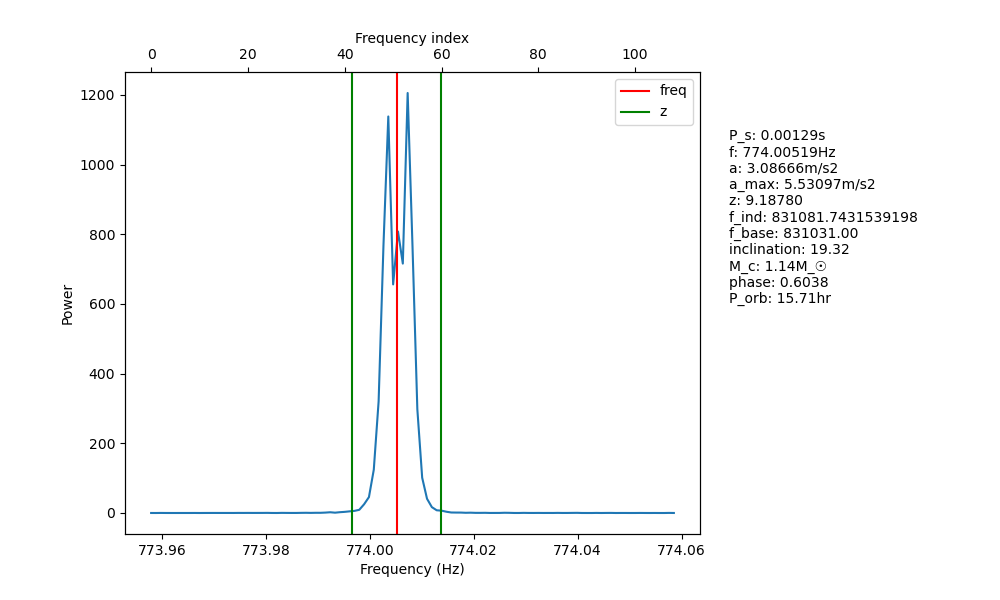 Frequency index
0 20 40 60 80 100
freq
z
1200
1000
800
600
400
200
0
Power
773.96 773.98 774.00 774.02 774.04 774.06
Frequency (Hz)
P_s: 0.00129s
f: 774.00519Hz
a: 3.08666m/s2
a_max: 5.53097m/s2
z: 9.18780
f_ind: 831081.7431539198
f_base: 831031.00
inclination: 19.32
M_c: 1.14M_☉
phase: 0.6038
P_orb: 15.71hr